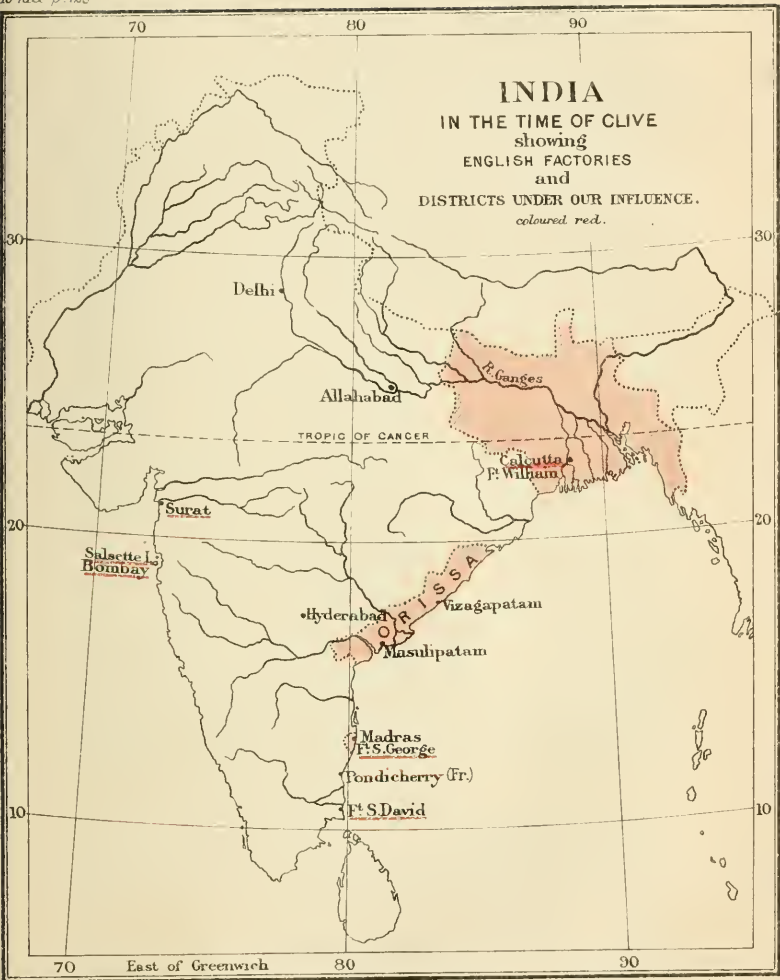 70 80 90
INDIA
IN THE TIME OF CLIVE
showing
ENGLISH FACTORIES
and
DISTRICTS UNDER OUR INFLUENCE.
coloured red.
30 30
Delhi
R. Ganges
Allahabad
TROPIC OF CANCER
Calcutta
Ft. William
Surat
20 20
Salsette I.
Bombay
ORISSA
Hyderabad
Vizagapatam
Masulipatam
Madras
Ft. S. George
Pondicherry (Fr.)
Ft S. David
10 10
70 East of Greenwich 80 90